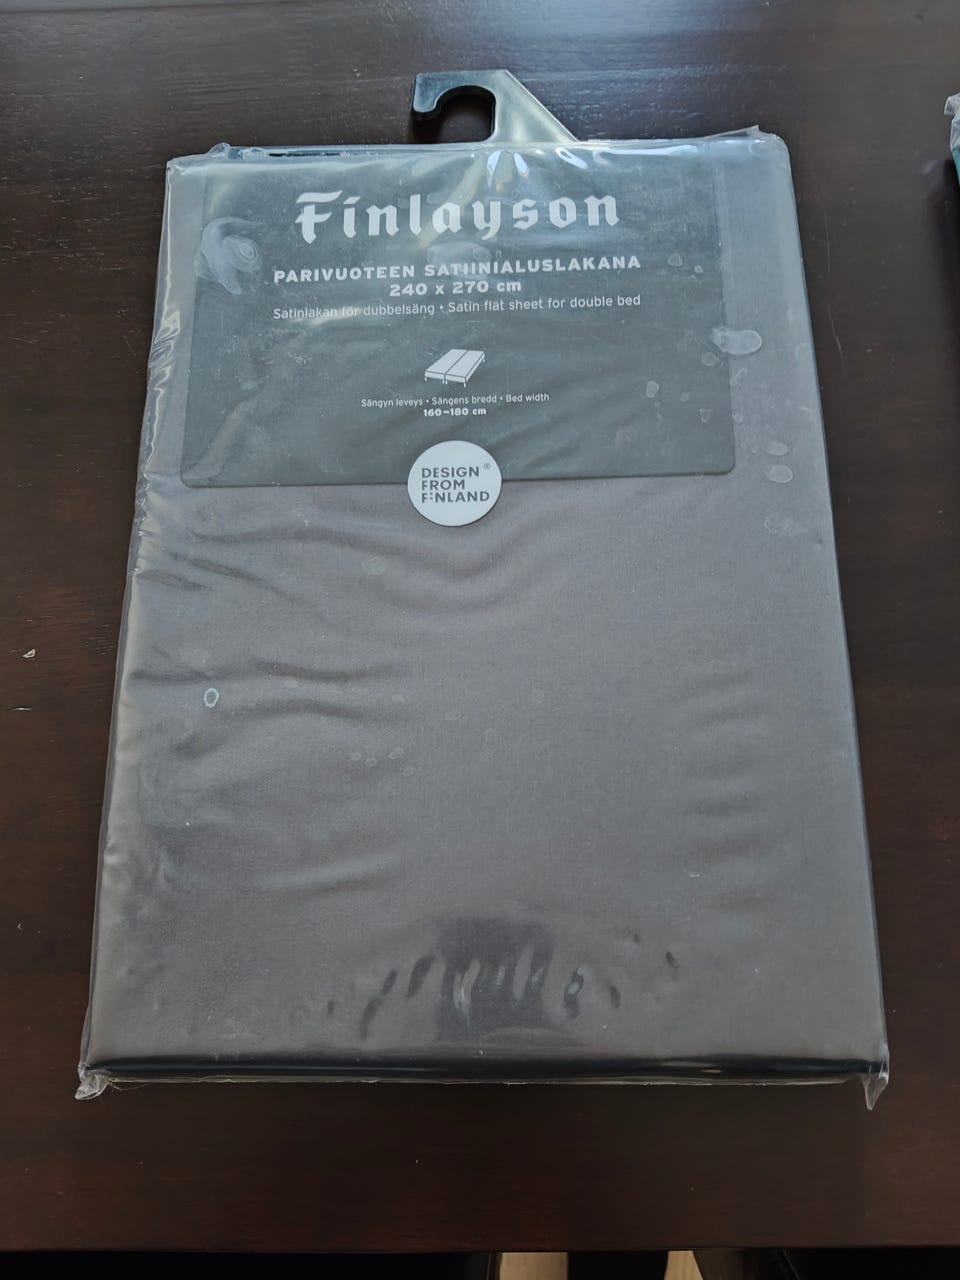 Finlayson
PARIVUOTEEN SATIINIALUSLAKANA
240 x 270 cm
Satinlakan för dubbelsäng • Satin flat sheet for double bed
Sängyn leveys • Sängens bredd • Bed width
160–180 cm
DESIGN ®
FROM
FINLAND